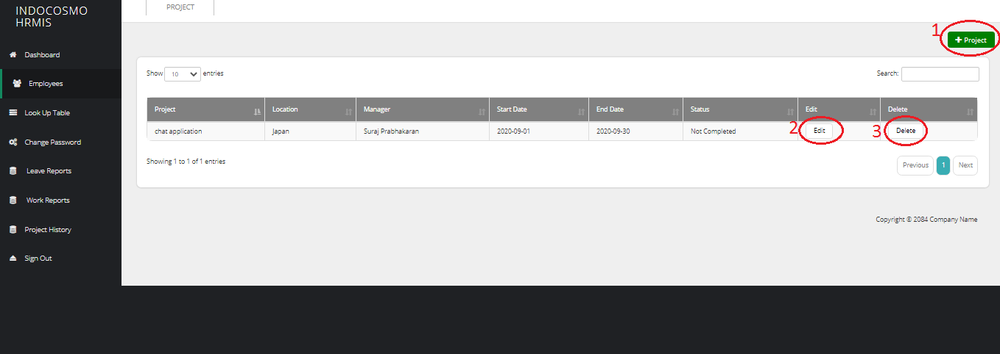 INDOCOSMO
HRMIS
Dashboard
Employees
Look Up Table
Change Password
Leave Reports
Work Reports
Project History
Sign Out
PROJECT
1
+ Project
Show 10 entries
Search:
Project Location Manager Start Date End Date Status Edit Delete
chat application Japan Suraj Prabhakaran 2020-09-01 2020-09-30 Not Completed 2 Edit 3 Delete
Showing 1 to 1 of 1 entries
Previous 1 Next
Copyright © 2084 Company Name